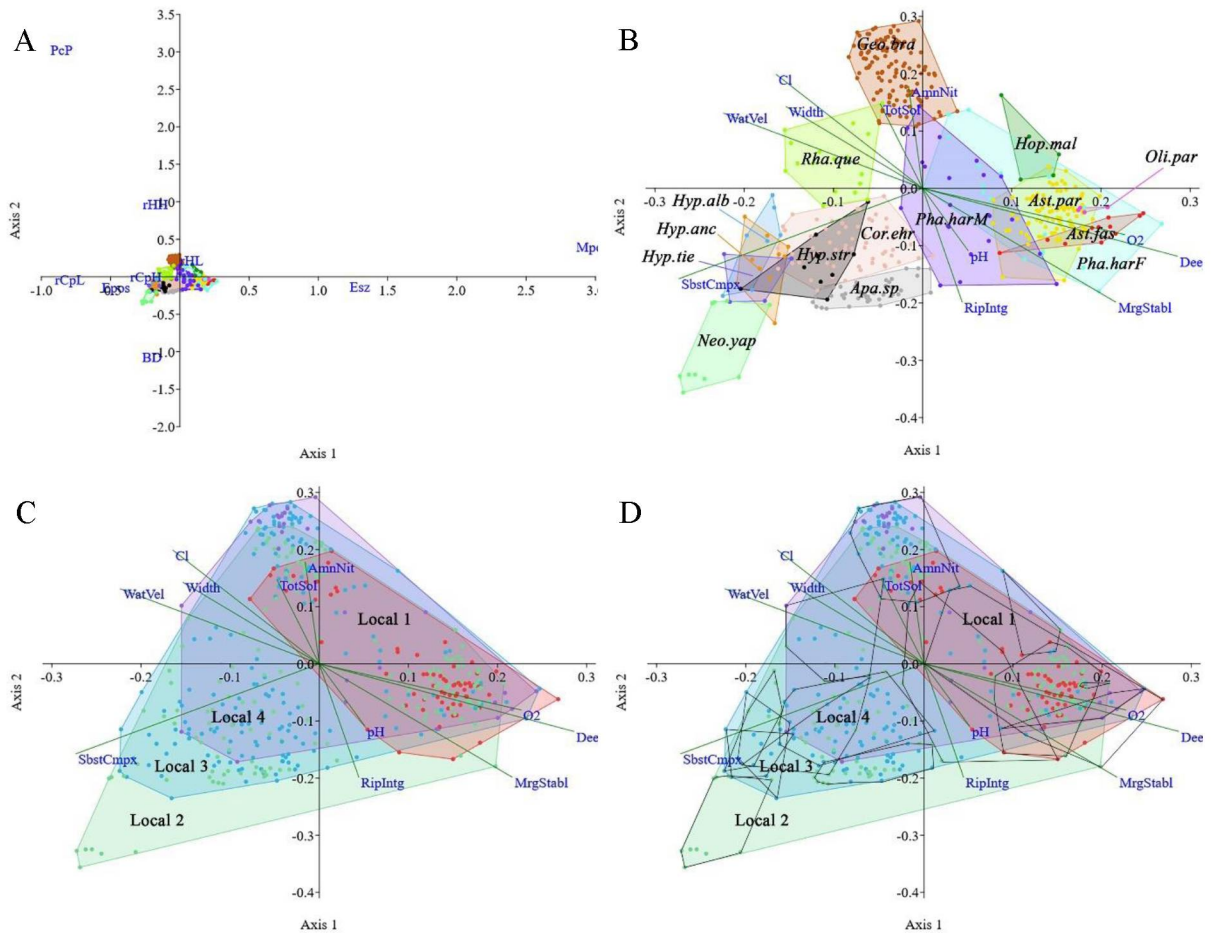 A
3.5
PcP
3.0
2.5
2.0
1.5
rHH
0.5
rHL
Mpo
rCpL
rCpH
Epos
Esz
-1.0
0.5
0.5
1.0
1.5
2.0
2.5
3.0
-0.5
BD
-1.0
-1.5
-2.0
Axis 2
Axis 1
B
0.3
Geo.bra
0.2
Cl
AmnNit
Width
TotSol
WatVel
0.1
Rha.que
Hop.mal
Oli.par
-0.3
-0.2
-0.1
0.0
0.1
0.2
0.3
Hyp.alb
Ast.par
Hyp.anc
Cor.ehr
Pha.harM
Ast.fas
O2
Hyp.tie
Hyp.str
-0.1
pH
Pha.harF
Dee
SbstCmpx
Apa.sp
-0.2
RipIntg
MrgStabl
Neo.yap
-0.3
-0.4
Axis 2
Axis 1
C
0.3
0.2
Cl
AmnNit
Width
TotSol
WatVel
0.1
Local 1
-0.3
-0.2
-0.1
0.0
0.1
0.2
0.3
Local 4
-0.1
O2
pH
Dee
SbstCmpx
Local 3
-0.2
RipIntg
MrgStabl
Local 2
-0.3
-0.4
Axis 2
Axis 1
D
0.3
0.2
Cl
AmnNit
Width
TotSol
WatVel
0.1
Local 1
-0.3
-0.2
-0.1
0.0
0.1
0.2
0.3
Local 4
-0.1
O2
pH
Dee
SbstCmpx
Local 3
-0.2
RipIntg
MrgStabl
Local 2
-0.3
-0.4
Axis 2
Axis 1